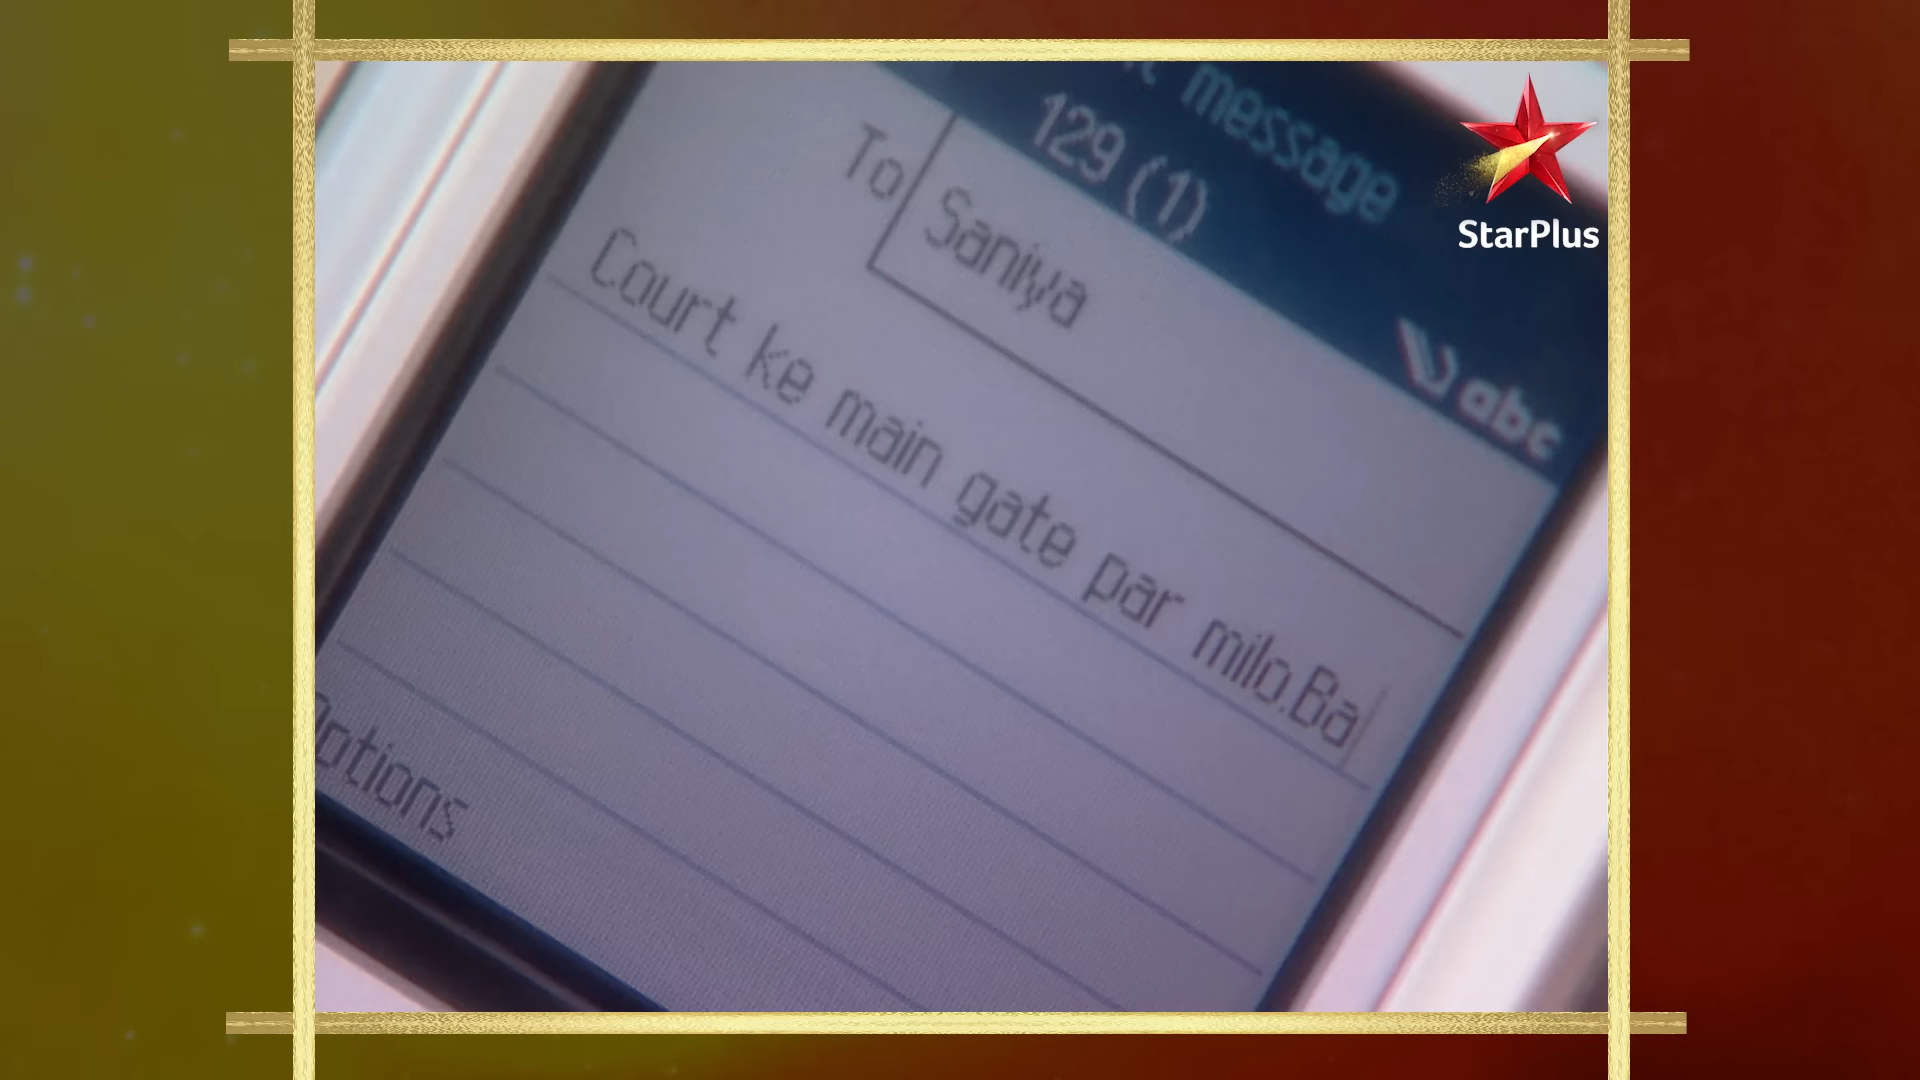 message
129 (1)
abc
To Saniya
Court ke main gate par milo.Ba
Options
StarPlus